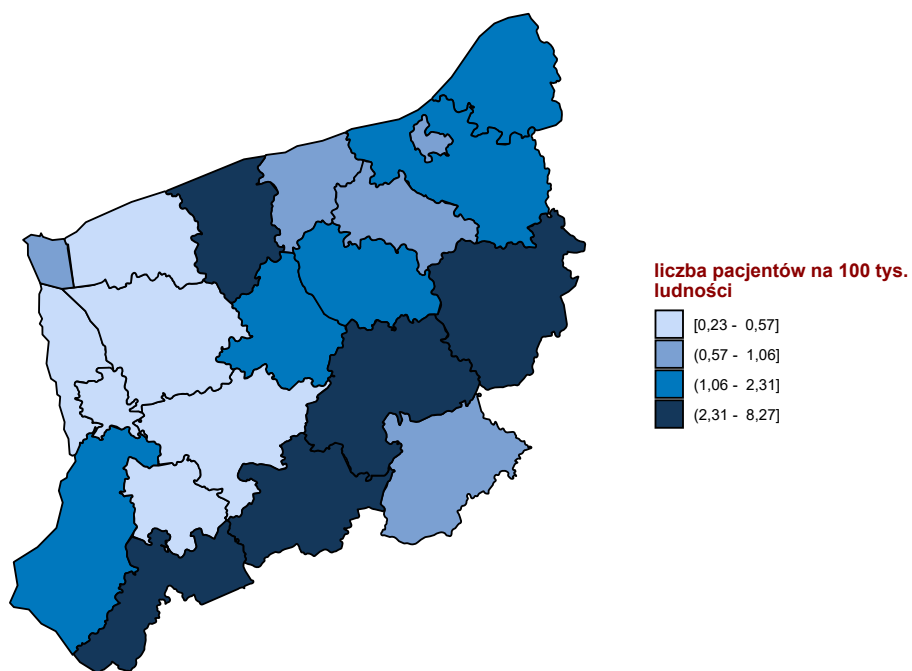 liczba pacjentów na 100 tys.
ludności
[0,23 - 0,57]
(0,57 - 1,06]
(1,06 - 2,31]
(2,31 - 8,27]